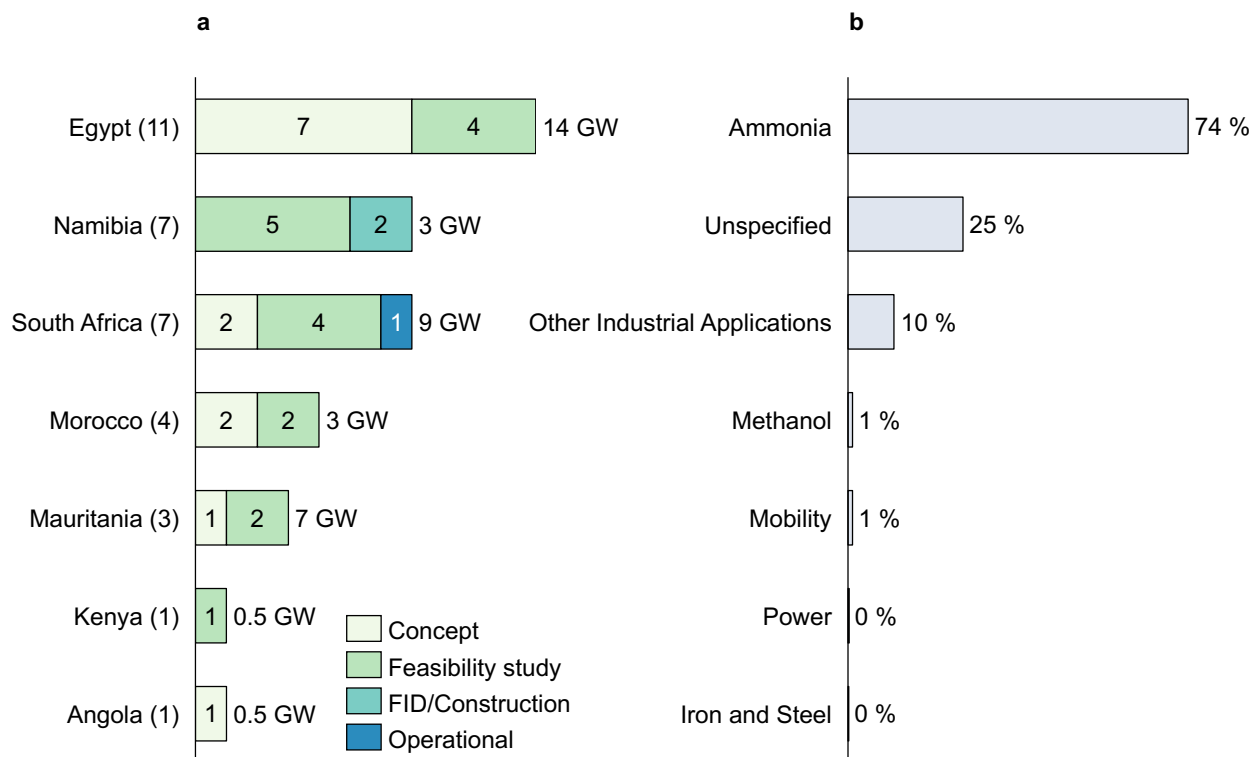 a
Egypt (11) 7 4 14 GW
Namibia (7) 5 2 3 GW
South Africa (7) 2 4 1 9 GW
Morocco (4) 2 2 3 GW
Mauritania (3) 1 2 7 GW
Kenya (1) 1 0.5 GW
Angola (1) 1 0.5 GW
Concept
Feasibility study
FID/Construction
Operational
b
Ammonia 74 %
Unspecified 25 %
Other Industrial Applications 10 %
Methanol 1 %
Mobility 1 %
Power 0 %
Iron and Steel 0 %